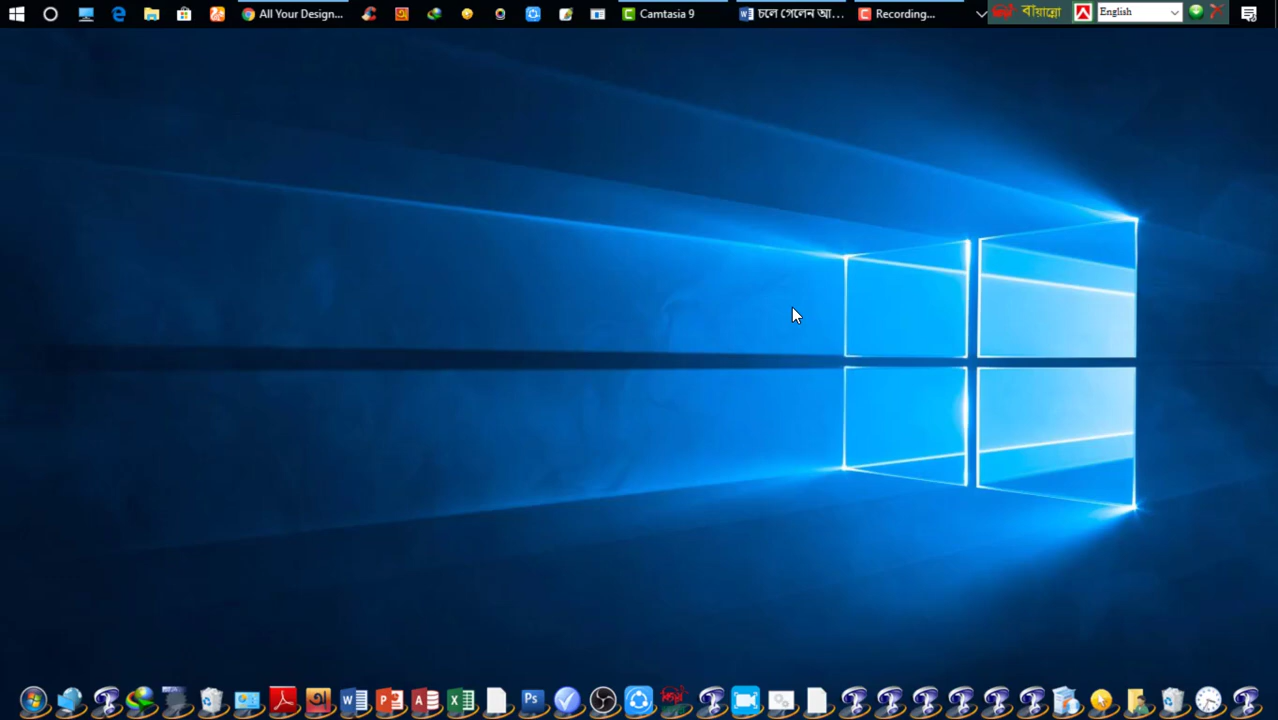 All Your Design...
Camtasia 9
চলে গেলেন আ...
Recording...
বায়ান্নো
English